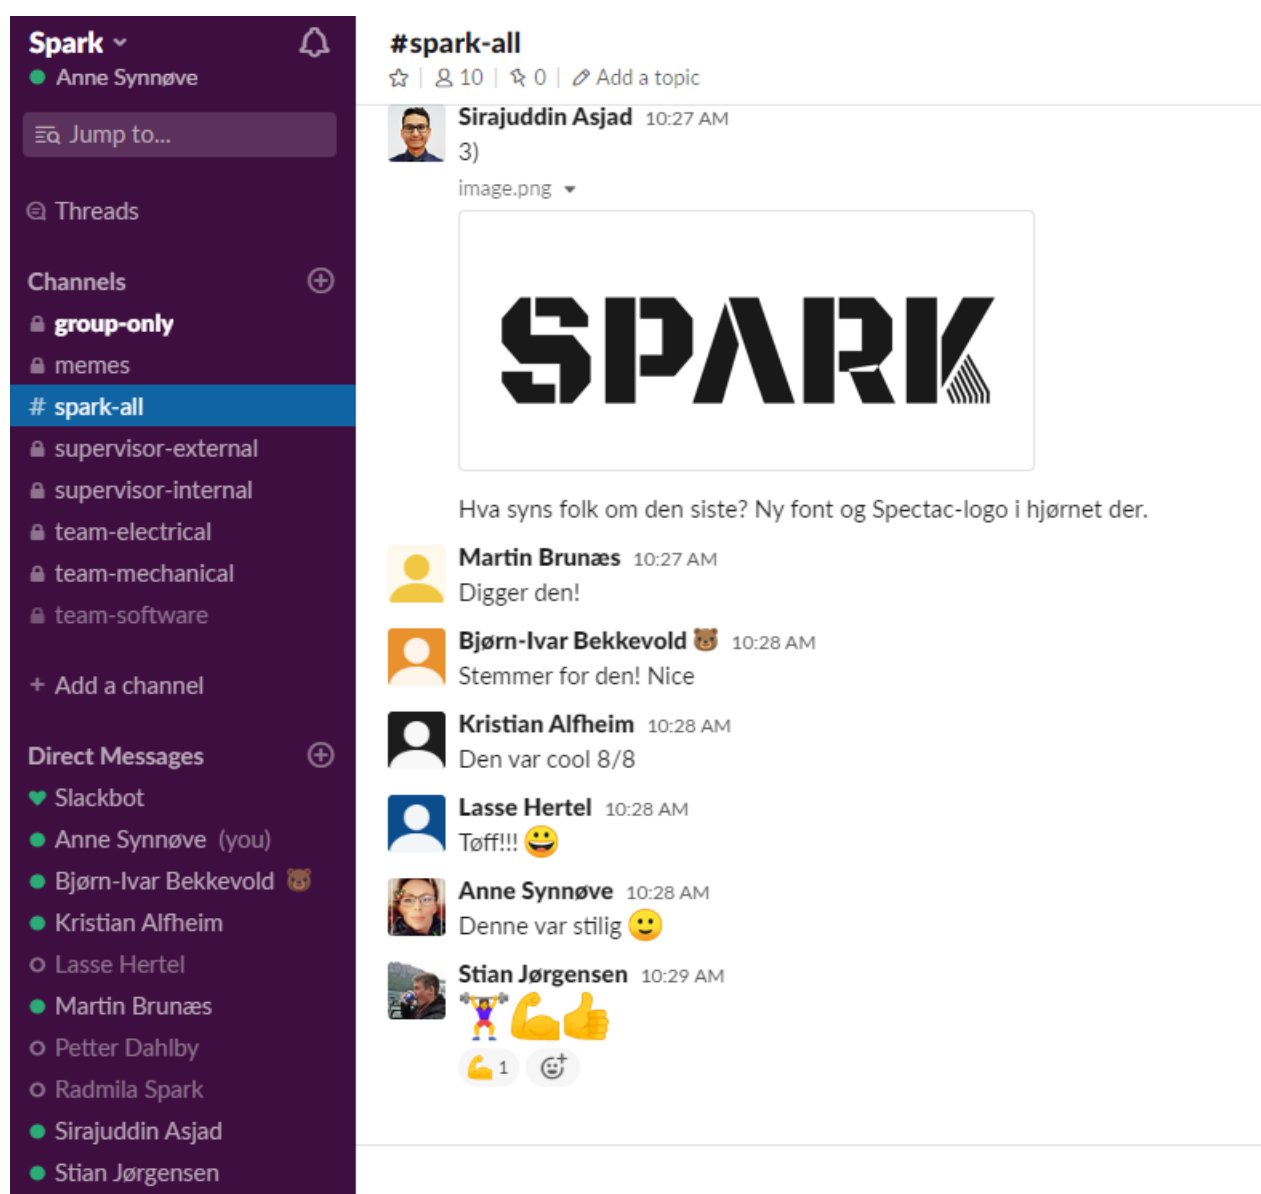 Spark
Anne Synnøve
Jump to...
Threads
Channels
group-only
memes
# spark-all
supervisor-external
supervisor-internal
team-electrical
team-mechanical
team-software
+ Add a channel
Direct Messages
Slackbot
Anne Synnøve (you)
Bjørn-Ivar Bekkevold
Kristian Alfheim
Lasse Hertel
Martin Brunæs
Petter Dahlby
Radmila Spark
Sirajuddin Asjad
Stian Jørgensen
#spark-all
10 | 0 | Add a topic
Sirajuddin Asjad 10:27 AM
3)
image.png
SPARK
Hva syns folk om den siste? Ny font og Spectac-logo i hjørnet der.
Martin Brunæs 10:27 AM
Digger den!
Bjørn-Ivar Bekkevold 🐻 10:28 AM
Stemmer for den! Nice
Kristian Alfheim 10:28 AM
Den var cool 8/8
Lasse Hertel 10:28 AM
Tøff!!! 😀
Anne Synnøve 10:28 AM
Denne var stilig 🙂
Stian Jørgensen 10:29 AM
🏋️‍♀️💪👍
💪 1